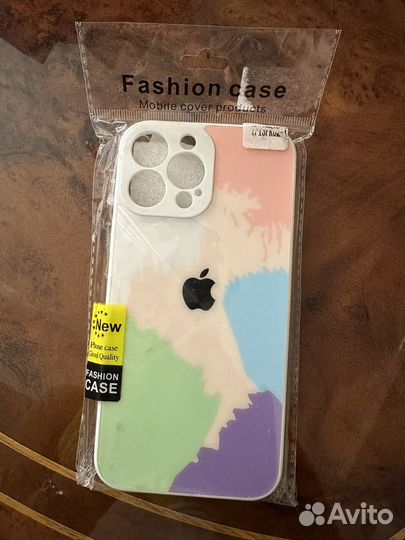 Fashion case
Mobile cover products
:New
Phone case
Good Quality
FASHION
CASE
Avito